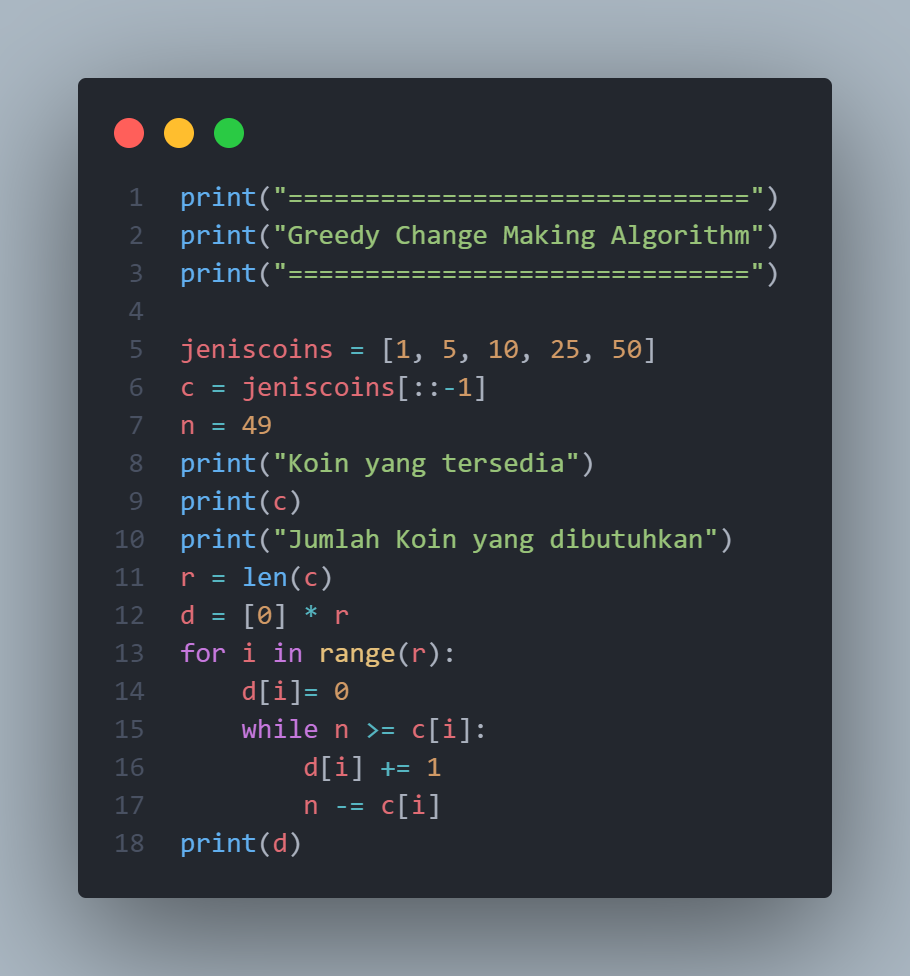 1 print("==============================")
2 print("Greedy Change Making Algorithm")
3 print("==============================")
4
5 jeniscoins = [1, 5, 10, 25, 50]
6 c = jeniscoins[::-1]
7 n = 49
8 print("Koin yang tersedia")
9 print(c)
10 print("Jumlah Koin yang dibutuhkan")
11 r = len(c)
12 d = [0] * r
13 for i in range(r):
14     d[i]= 0
15     while n >= c[i]:
16         d[i] += 1
17         n -= c[i]
18 print(d)